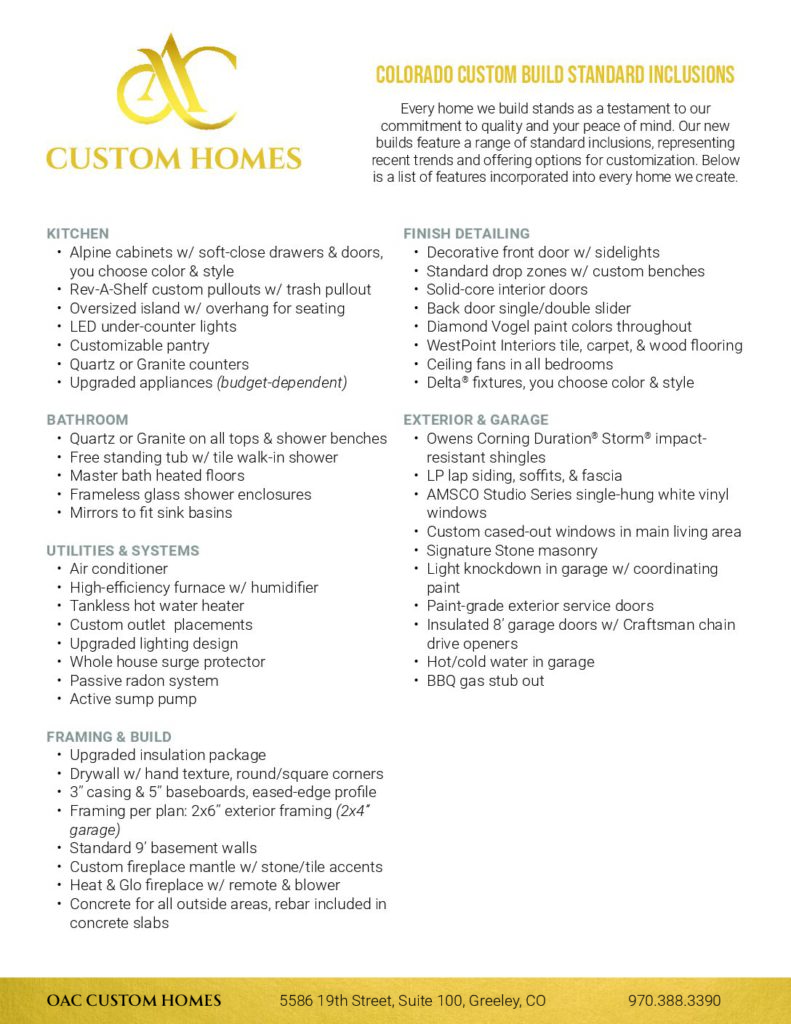 AC
CUSTOM HOMES
COLORADO CUSTOM BUILD STANDARD INCLUSIONS
Every home we build stands as a testament to our
commitment to quality and your peace of mind. Our new
builds feature a range of standard inclusions, representing
recent trends and offering options for customization. Below
is a list of features incorporated into every home we create.
KITCHEN
• Alpine cabinets w/ soft-close drawers & doors,
you choose color & style
• Rev-A-Shelf custom pullouts w/ trash pullout
• Oversized island w/ overhang for seating
• LED under-counter lights
• Customizable pantry
• Quartz or Granite counters
• Upgraded appliances (budget-dependent)
BATHROOM
• Quartz or Granite on all tops & shower benches
• Free standing tub w/ tile walk-in shower
• Master bath heated floors
• Frameless glass shower enclosures
• Mirrors to fit sink basins
UTILITIES & SYSTEMS
• Air conditioner
• High-efficiency furnace w/ humidifier
• Tankless hot water heater
• Custom outlet placements
• Upgraded lighting design
• Whole house surge protector
• Passive radon system
• Active sump pump
FRAMING & BUILD
• Upgraded insulation package
• Drywall w/ hand texture, round/square corners
• 3" casing & 5" baseboards, eased-edge profile
• Framing per plan: 2x6" exterior framing (2x4"
garage)
• Standard 9' basement walls
• Custom fireplace mantle w/ stone/tile accents
• Heat & Glo fireplace w/ remote & blower
• Concrete for all outside areas, rebar included in
concrete slabs
FINISH DETAILING
• Decorative front door w/ sidelights
• Standard drop zones w/ custom benches
• Solid-core interior doors
• Back door single/double slider
• Diamond Vogel paint colors throughout
• WestPoint Interiors tile, carpet, & wood flooring
• Ceiling fans in all bedrooms
• Delta® fixtures, you choose color & style
EXTERIOR & GARAGE
• Owens Corning Duration® Storm® impact-
resistant shingles
• LP lap siding, soffits, & fascia
• AMSCO Studio Series single-hung white vinyl
windows
• Custom cased-out windows in main living area
• Signature Stone masonry
• Light knockdown in garage w/ coordinating
paint
• Paint-grade exterior service doors
• Insulated 8' garage doors w/ Craftsman chain
drive openers
• Hot/cold water in garage
• BBQ gas stub out
OAC CUSTOM HOMES 5586 19th Street, Suite 100, Greeley, CO 970.388.3390